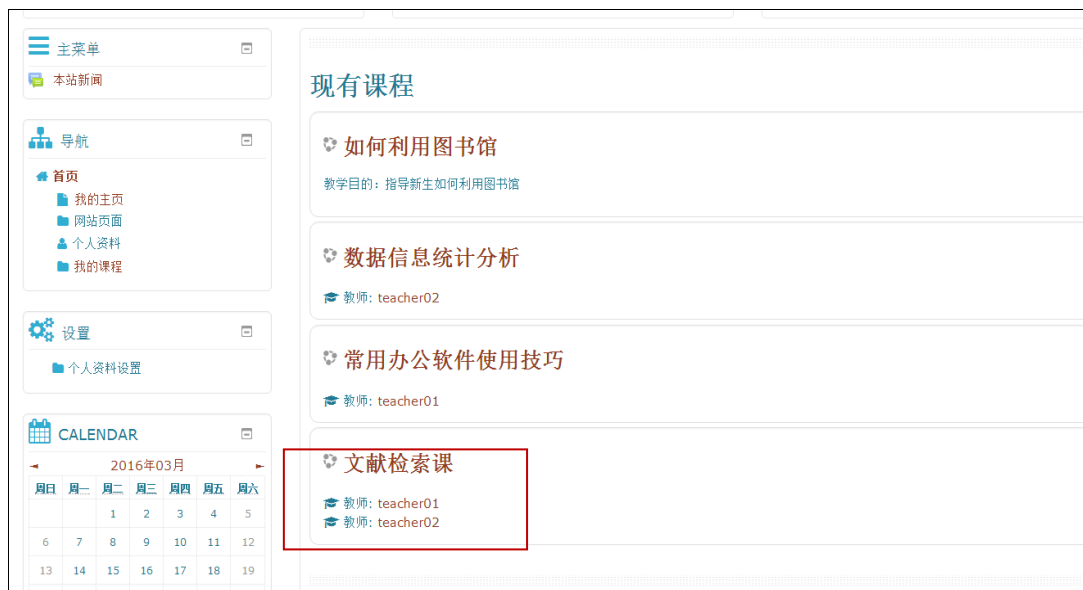 主菜单
本站新闻
导航
首页
我的主页
网站页面
个人资料
我的课程
设置
个人资料设置
CALENDAR
◄ 2016年03月 ►
周日 周一 周二 周三 周四 周五 周六
1 2 3 4 5
6 7 8 9 10 11 12
13 14 15 16 17 18 19
现有课程
如何利用图书馆
教学目的：指导新生如何利用图书馆
数据信息统计分析
教师: teacher02
常用办公软件使用技巧
教师: teacher01
文献检索课
教师: teacher01
教师: teacher02